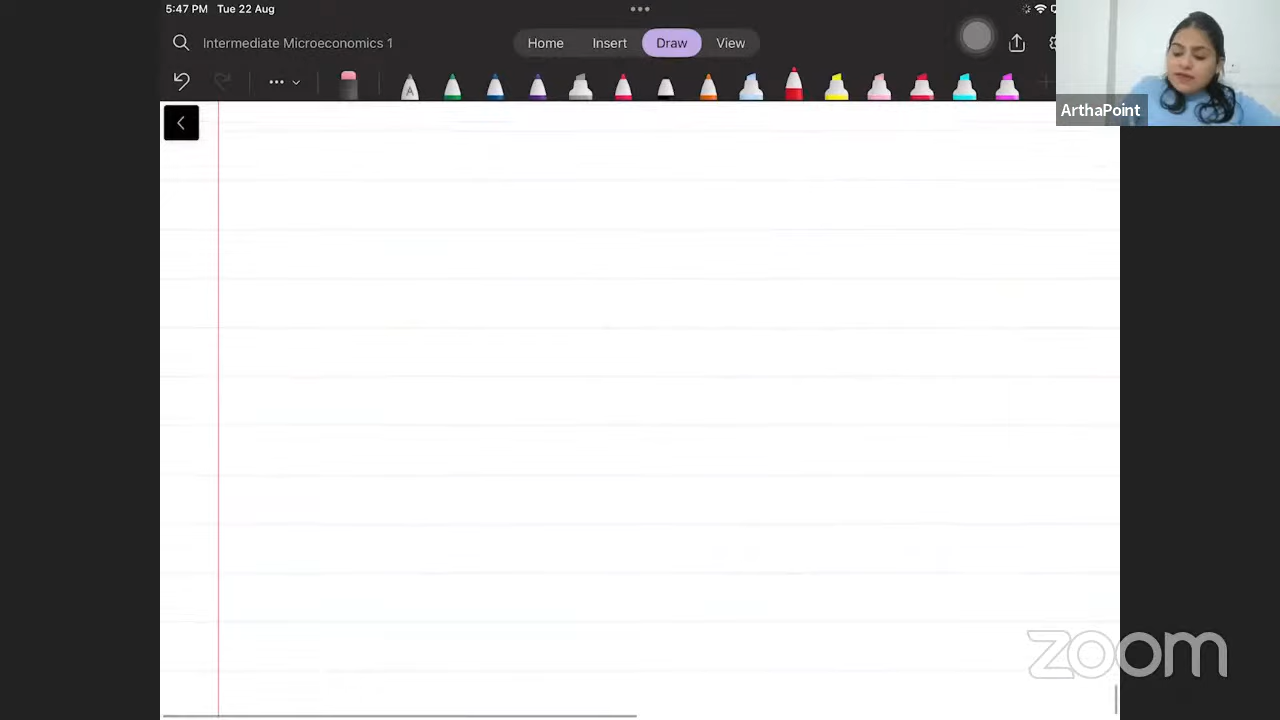 5:47 PM Tue 22 Aug
Intermediate Microeconomics 1
Home Insert Draw View
A
ArthaPoint
zoom